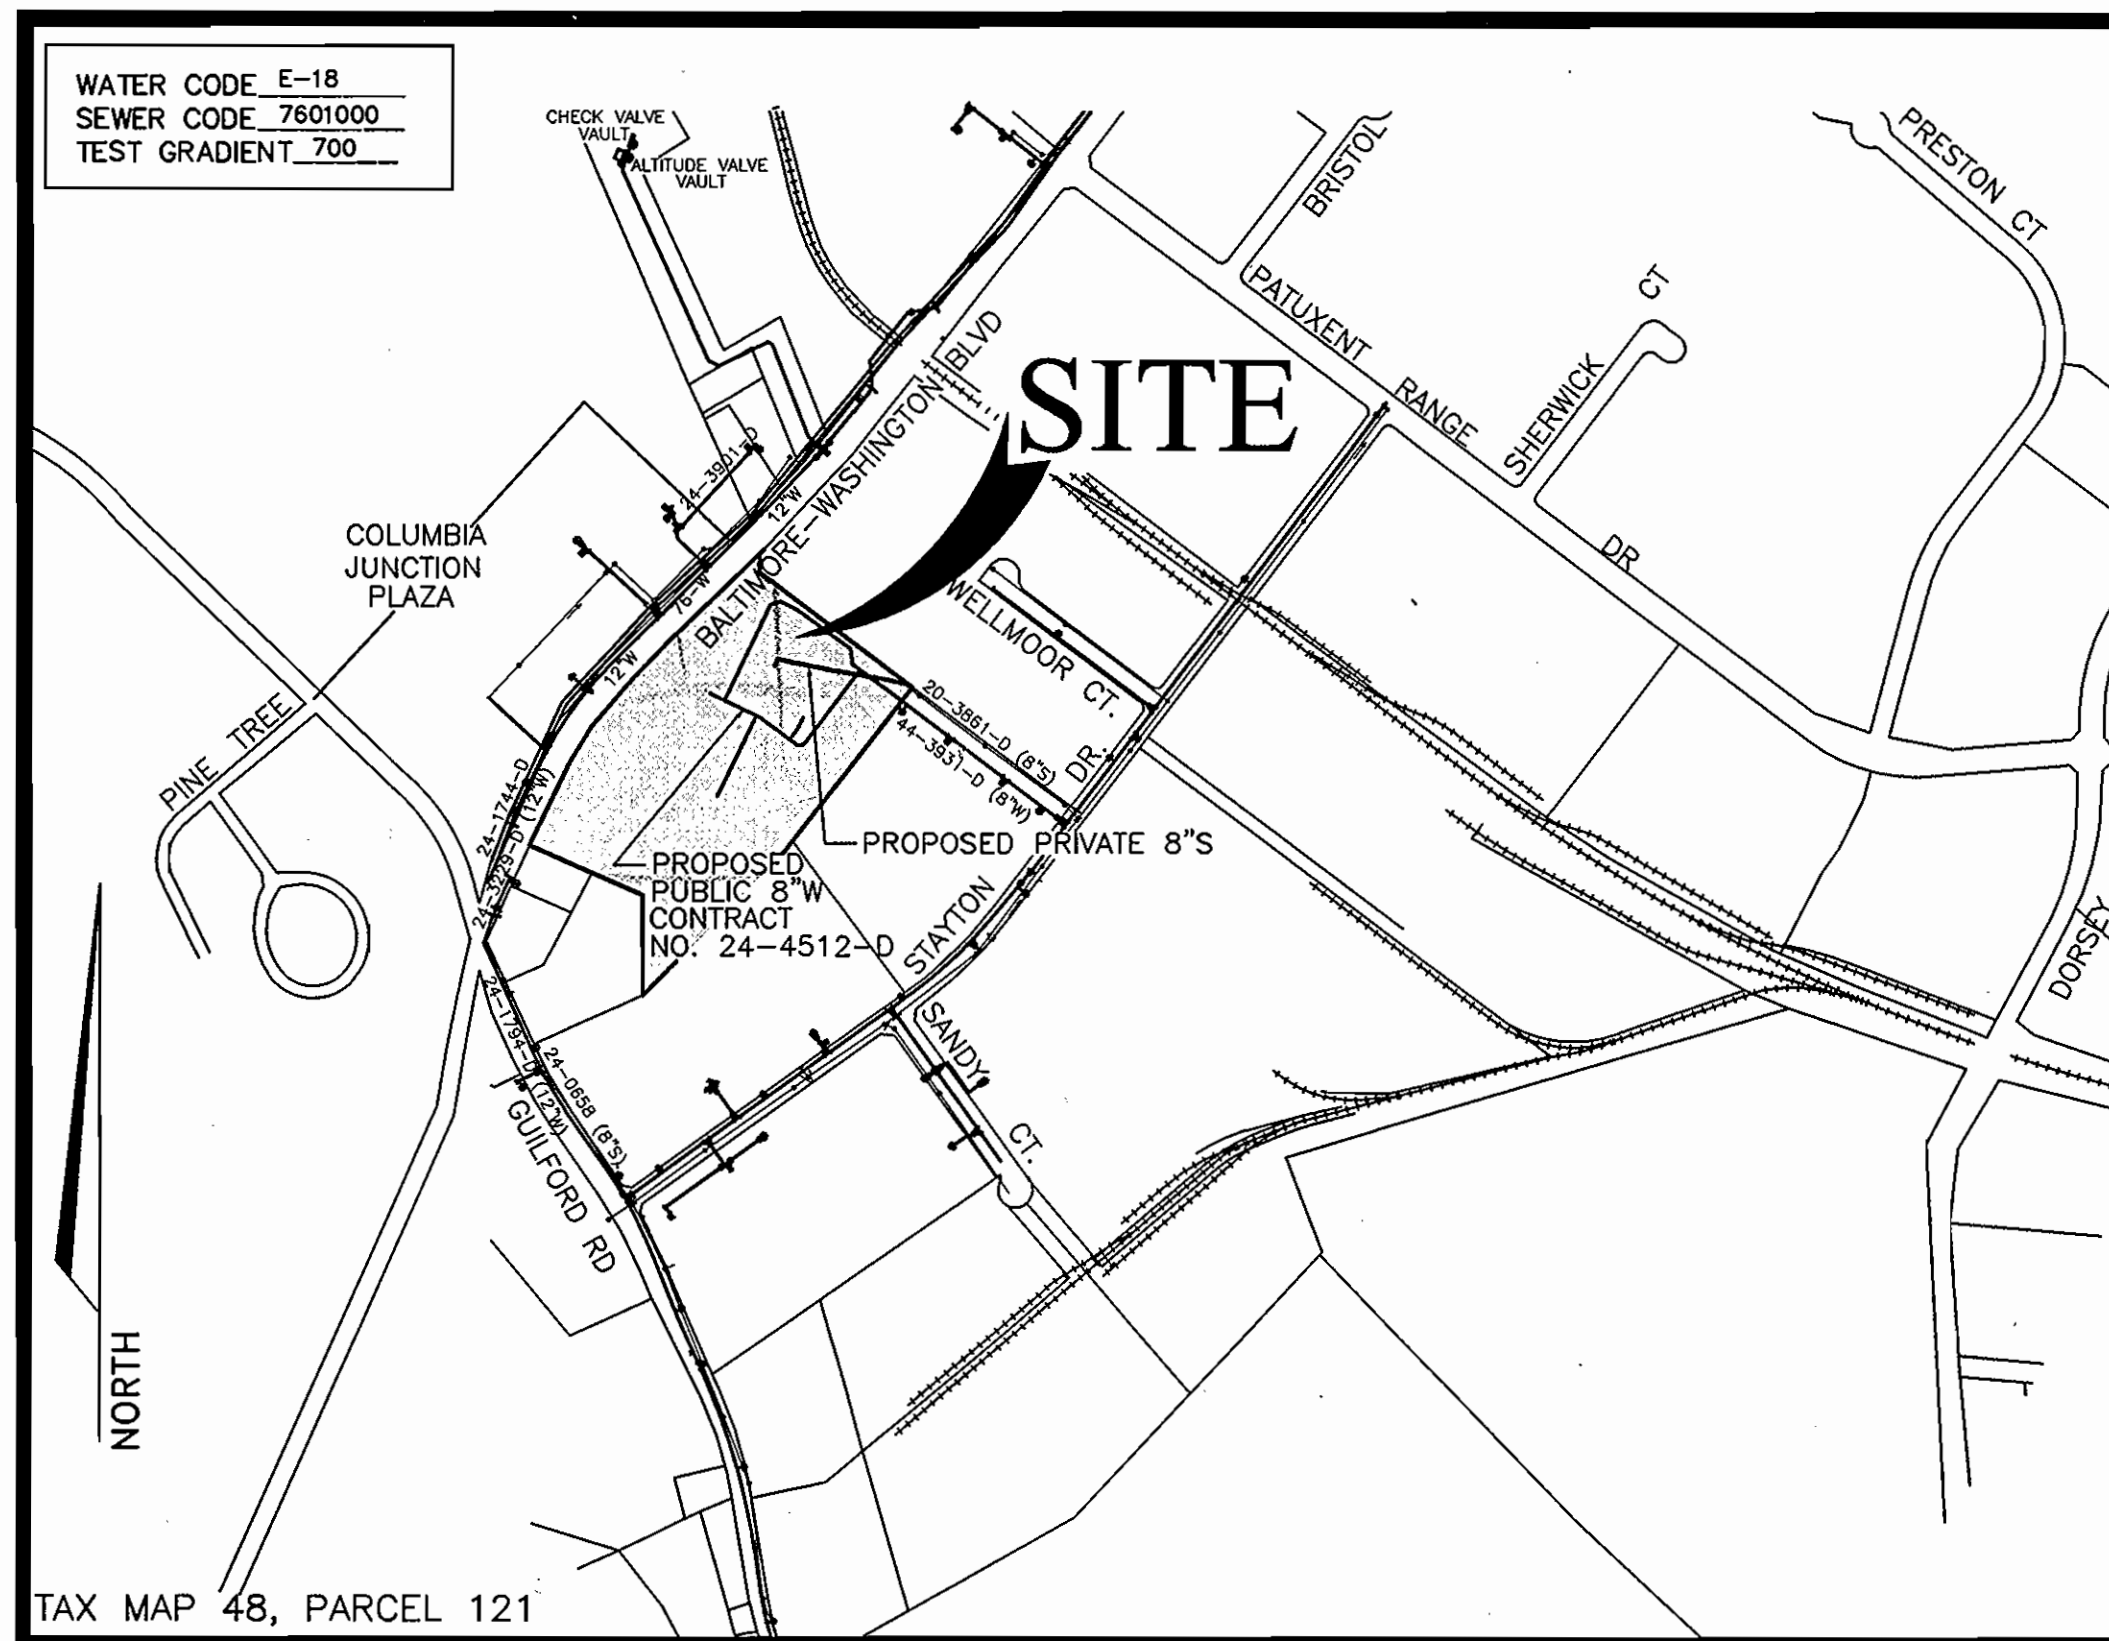 WATER CODE E-18
SEWER CODE 7601000
TEST GRADIENT 700
CHECK VALVE
VAULT
ALTITUDE VALVE
VAULT
BRISTOL
PRESTON CT
PATUXENT RANGE DR
SHERWICK CT
BALTIMORE-WASHINGTON BLVD
SITE
24-3901-D
12"W
76-W
12"W
COLUMBIA
JUNCTION
PLAZA
WELLMOOR CT.
20-3861-D (8"S)
44-3931-D (8"W)
PINE TREE
24-1744-D
24-3229-D (12"W)
PROPOSED PRIVATE 8"S
PROPOSED
PUBLIC 8"W
CONTRACT
NO. 24-4512-D
STAYTON DR.
DORSEY
SANDY CT.
24-1794-D (12"W)
24-0658 (8"S)
GUILFORD RD
NORTH
TAX MAP 48, PARCEL 121